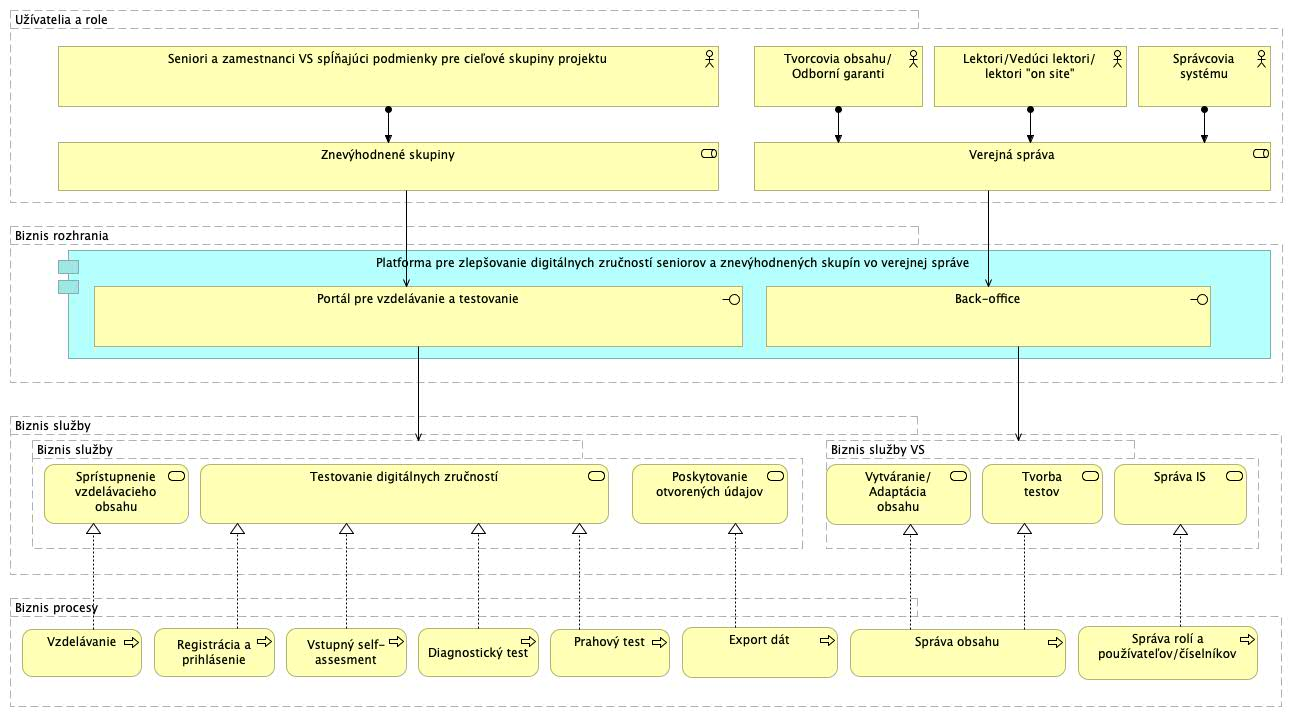 Užívatelia a role
Seniori a zamestnanci VS spĺňajúci podmienky pre cieľové skupiny projektu
Tvorcovia obsahu/
Odborní garanti
Lektori/Vedúci lektori/
lektori "on site"
Správcovia
systému
Znevýhodnené skupiny
Verejná správa
Biznis rozhrania
Platforma pre zlepšovanie digitálnych zručností seniorov a znevýhodnených skupín vo verejnej správe
Portál pre vzdelávanie a testovanie
Back-office
Biznis služby
Biznis služby
Biznis služby VS
Sprístupnenie
vzdelávacieho
obsahu
Testovanie digitálnych zručností
Poskytovanie
otvorených údajov
Vytváranie/
Adaptácia
obsahu
Tvorba
testov
Správa IS
Biznis procesy
Vzdelávanie
Registrácia a
prihlásenie
Vstupný self-
assesment
Diagnostický test
Prahový test
Export dát
Správa obsahu
Správa rolí a
používateľov/číselníkov